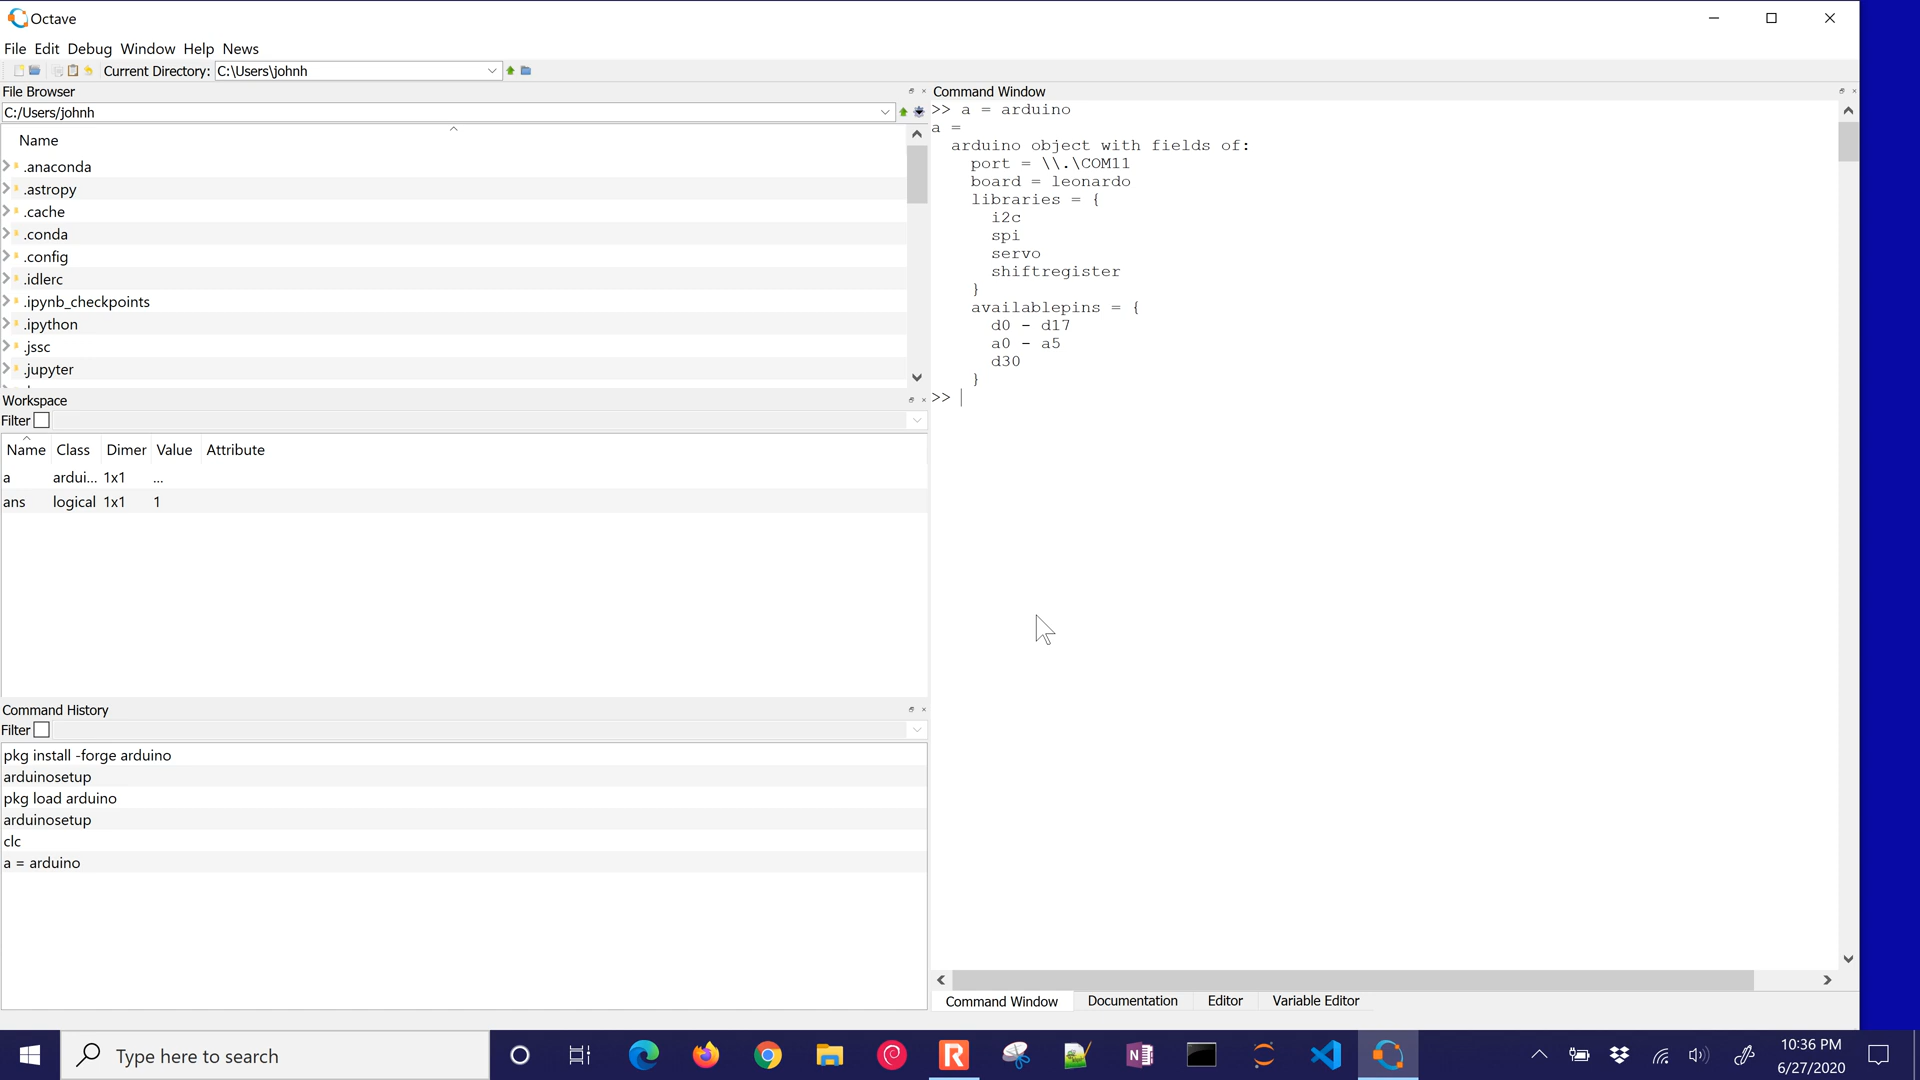 Octave
File Edit Debug Window Help News
Current Directory: C:\Users\johnh
File Browser
C:/Users/johnh
Name
.anaconda
.astropy
.cache
.conda
.config
.idlerc
.ipynb_checkpoints
.ipython
.jssc
.jupyter
Workspace
Filter
Name Class Dimer Value Attribute
a ardui... 1x1 ...
ans logical 1x1 1
Command History
Filter
pkg install -forge arduino
arduinosetup
pkg load arduino
arduinosetup
clc
a = arduino
Command Window
>> a = arduino
a =
arduino object with fields of:
port = \\.\COM11
board = leonardo
libraries = {
i2c
spi
servo
shiftregister
}
availablepins = {
d0 - d17
a0 - a5
d30
}
>>
Command Window Documentation Editor Variable Editor
Type here to search
R
N
10:36 PM
6/27/2020